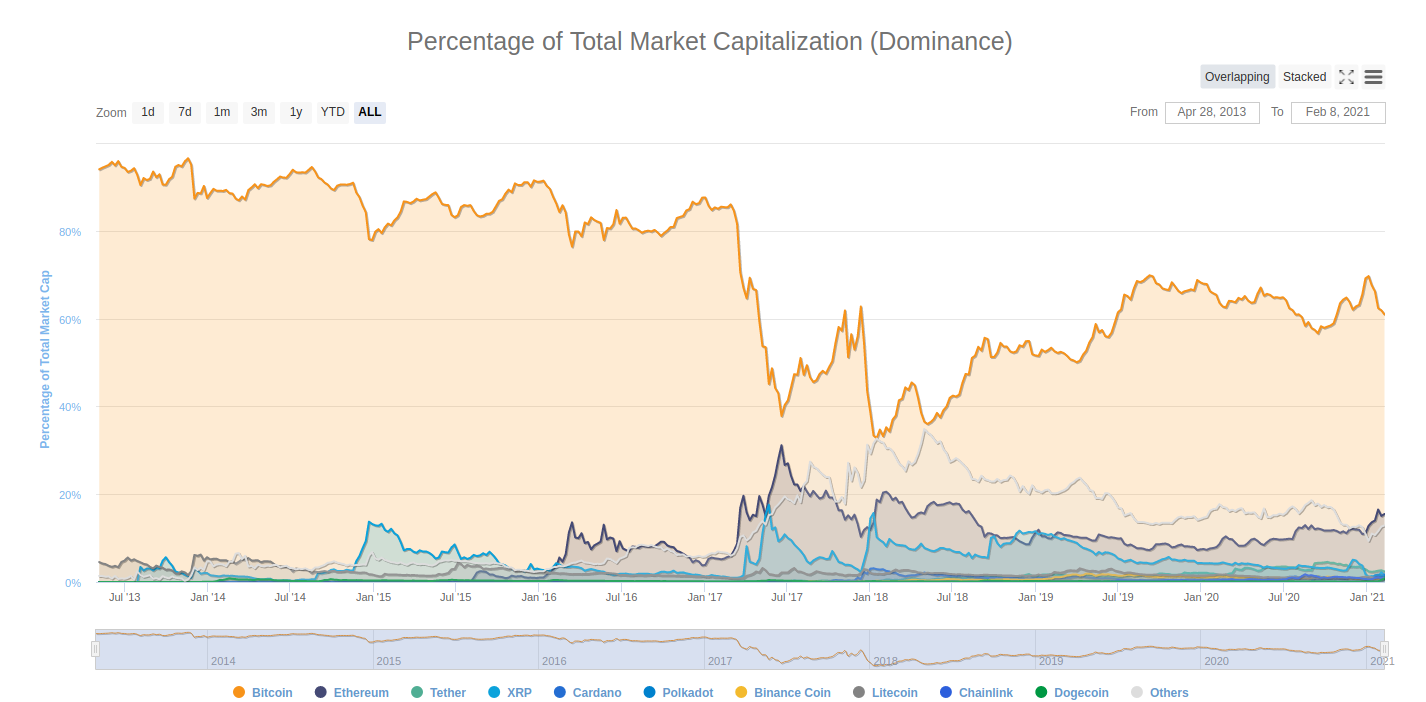 Percentage of Total Market Capitalization (Dominance)
Overlapping Stacked
Zoom 1d 7d 1m 3m 1y YTD ALL From Apr 28, 2013 To Feb 8, 2021
Percentage of Total Market Cap
80%
60%
40%
20%
0%
Jul '13 Jan '14 Jul '14 Jan '15 Jul '15 Jan '16 Jul '16 Jan '17 Jul '17 Jan '18 Jul '18 Jan '19 Jul '19 Jan '20 Jul '20 Jan '21
2014 2015 2016 2017 2018 2019 2020 2021
Bitcoin Ethereum Tether XRP Cardano Polkadot Binance Coin Litecoin Chainlink Dogecoin Others